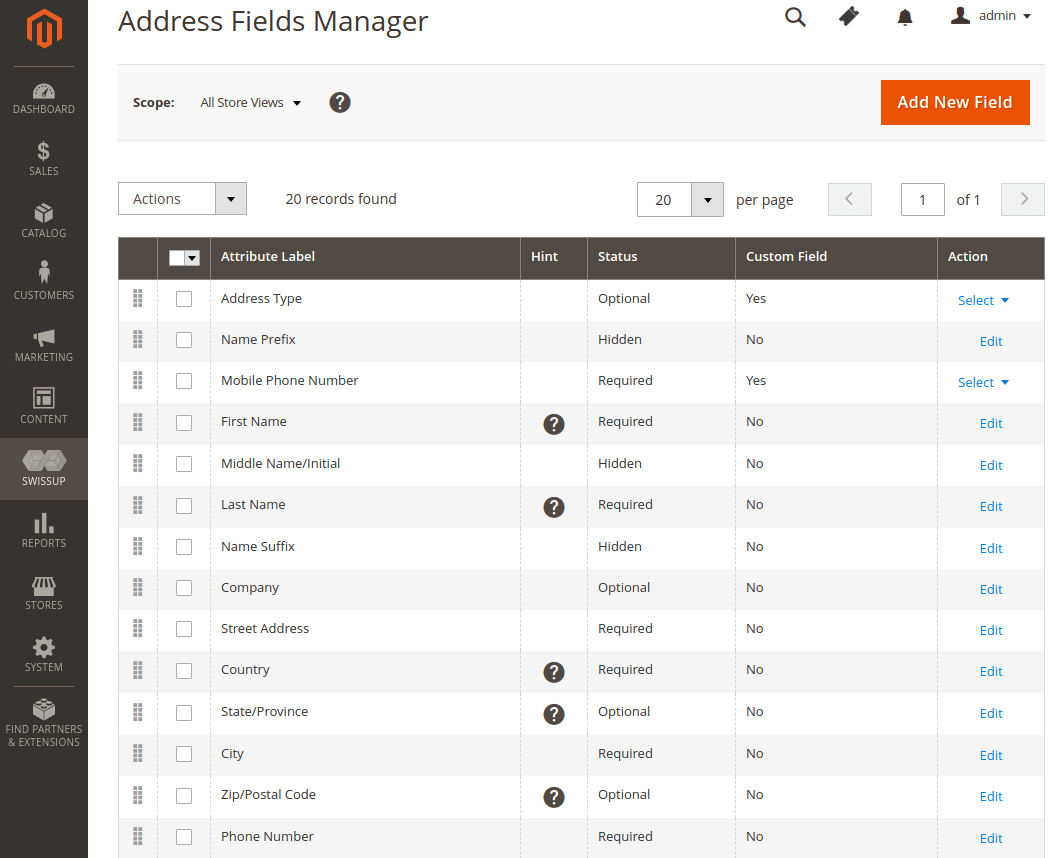 Address Fields Manager
admin
DASHBOARD
SALES
CATALOG
CUSTOMERS
MARKETING
CONTENT
SWISSUP
REPORTS
STORES
SYSTEM
FIND PARTNERS
& EXTENSIONS
Scope: All Store Views ? Add New Field
Actions 20 records found 20 per page 1 of 1
Attribute Label Hint Status Custom Field Action
Address Type Optional Yes Select
Name Prefix Hidden No Edit
Mobile Phone Number Required Yes Select
First Name ? Required No Edit
Middle Name/Initial Hidden No Edit
Last Name ? Required No Edit
Name Suffix Hidden No Edit
Company Optional No Edit
Street Address Required No Edit
Country ? Required No Edit
State/Province ? Optional No Edit
City Required No Edit
Zip/Postal Code ? Optional No Edit
Phone Number Required No Edit